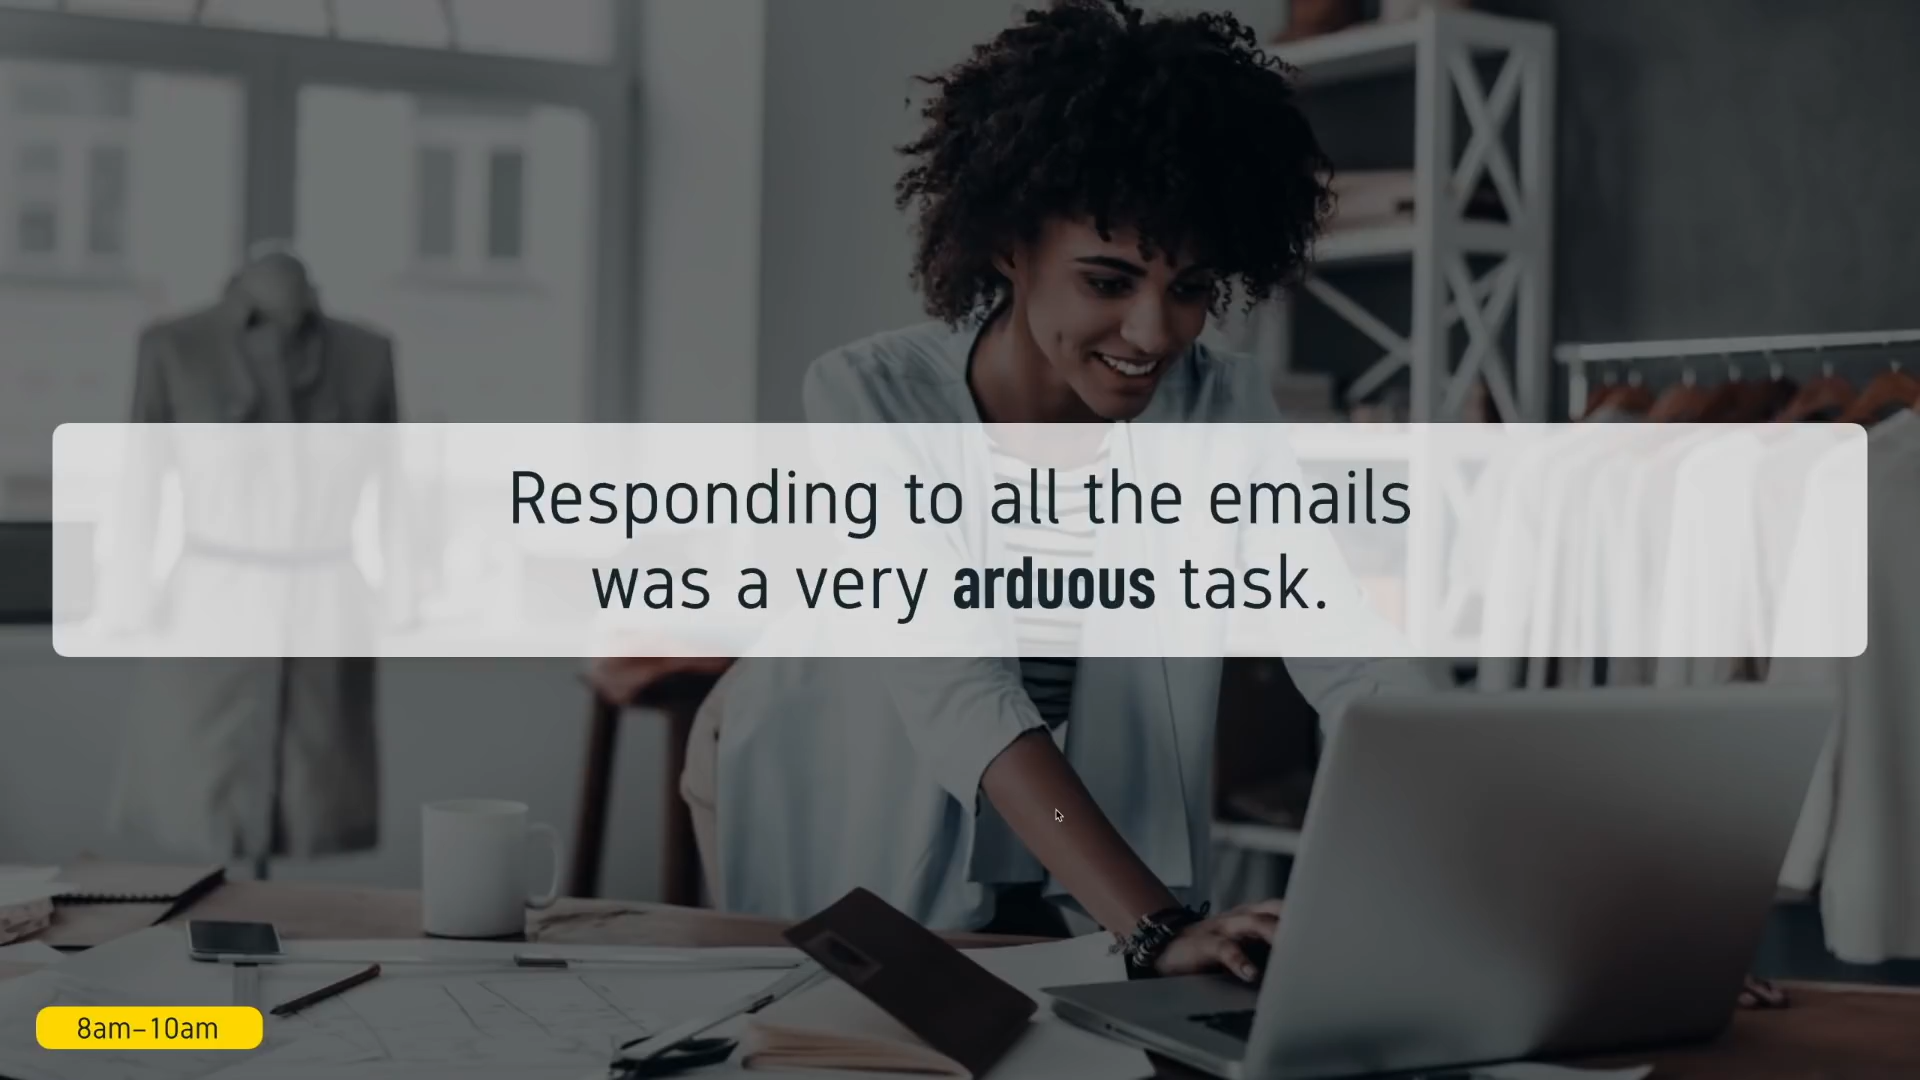 Responding to all the emails
was a very arduous task.
8am–10am